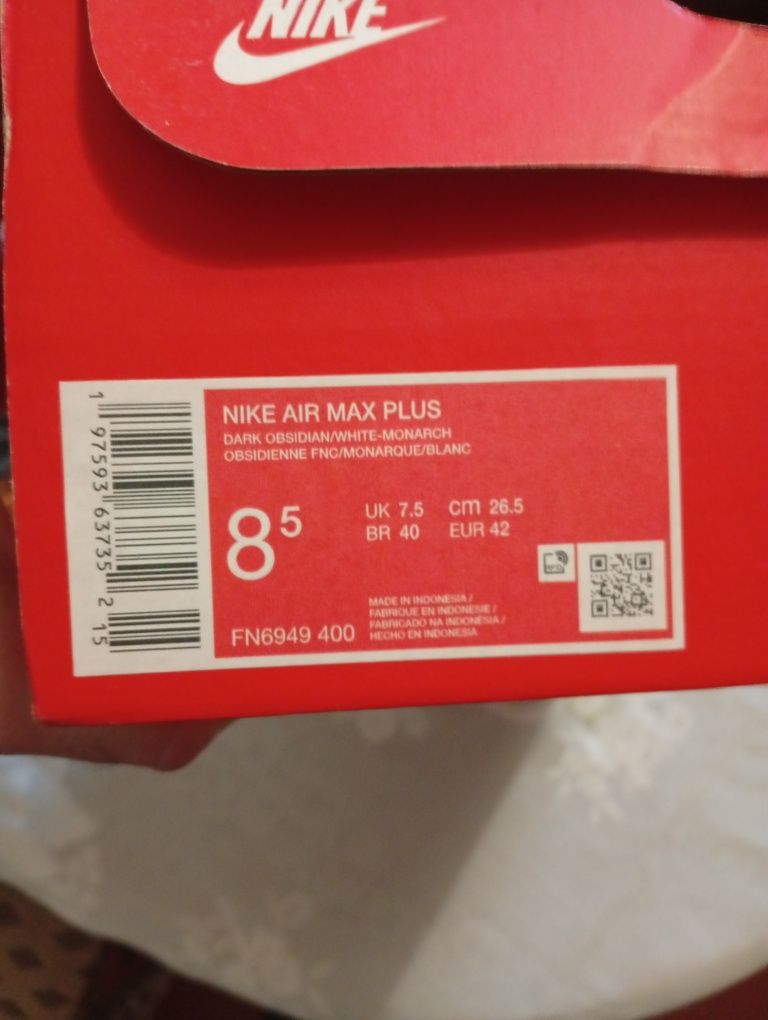 NIKE
NIKE AIR MAX PLUS
DARK OBSIDIAN/WHITE-MONARCH
OBSIDIENNE FNC/MONARQUE/BLANC
8 5
UK 7.5 cm 26.5
BR 40 EUR 42
MADE IN INDONESIA /
FABRIQUE EN INDONESIE /
FABRICADO NA INDONESIA /
HECHO EN INDONESIA
FN6949 400
1 97593 63735 2 15